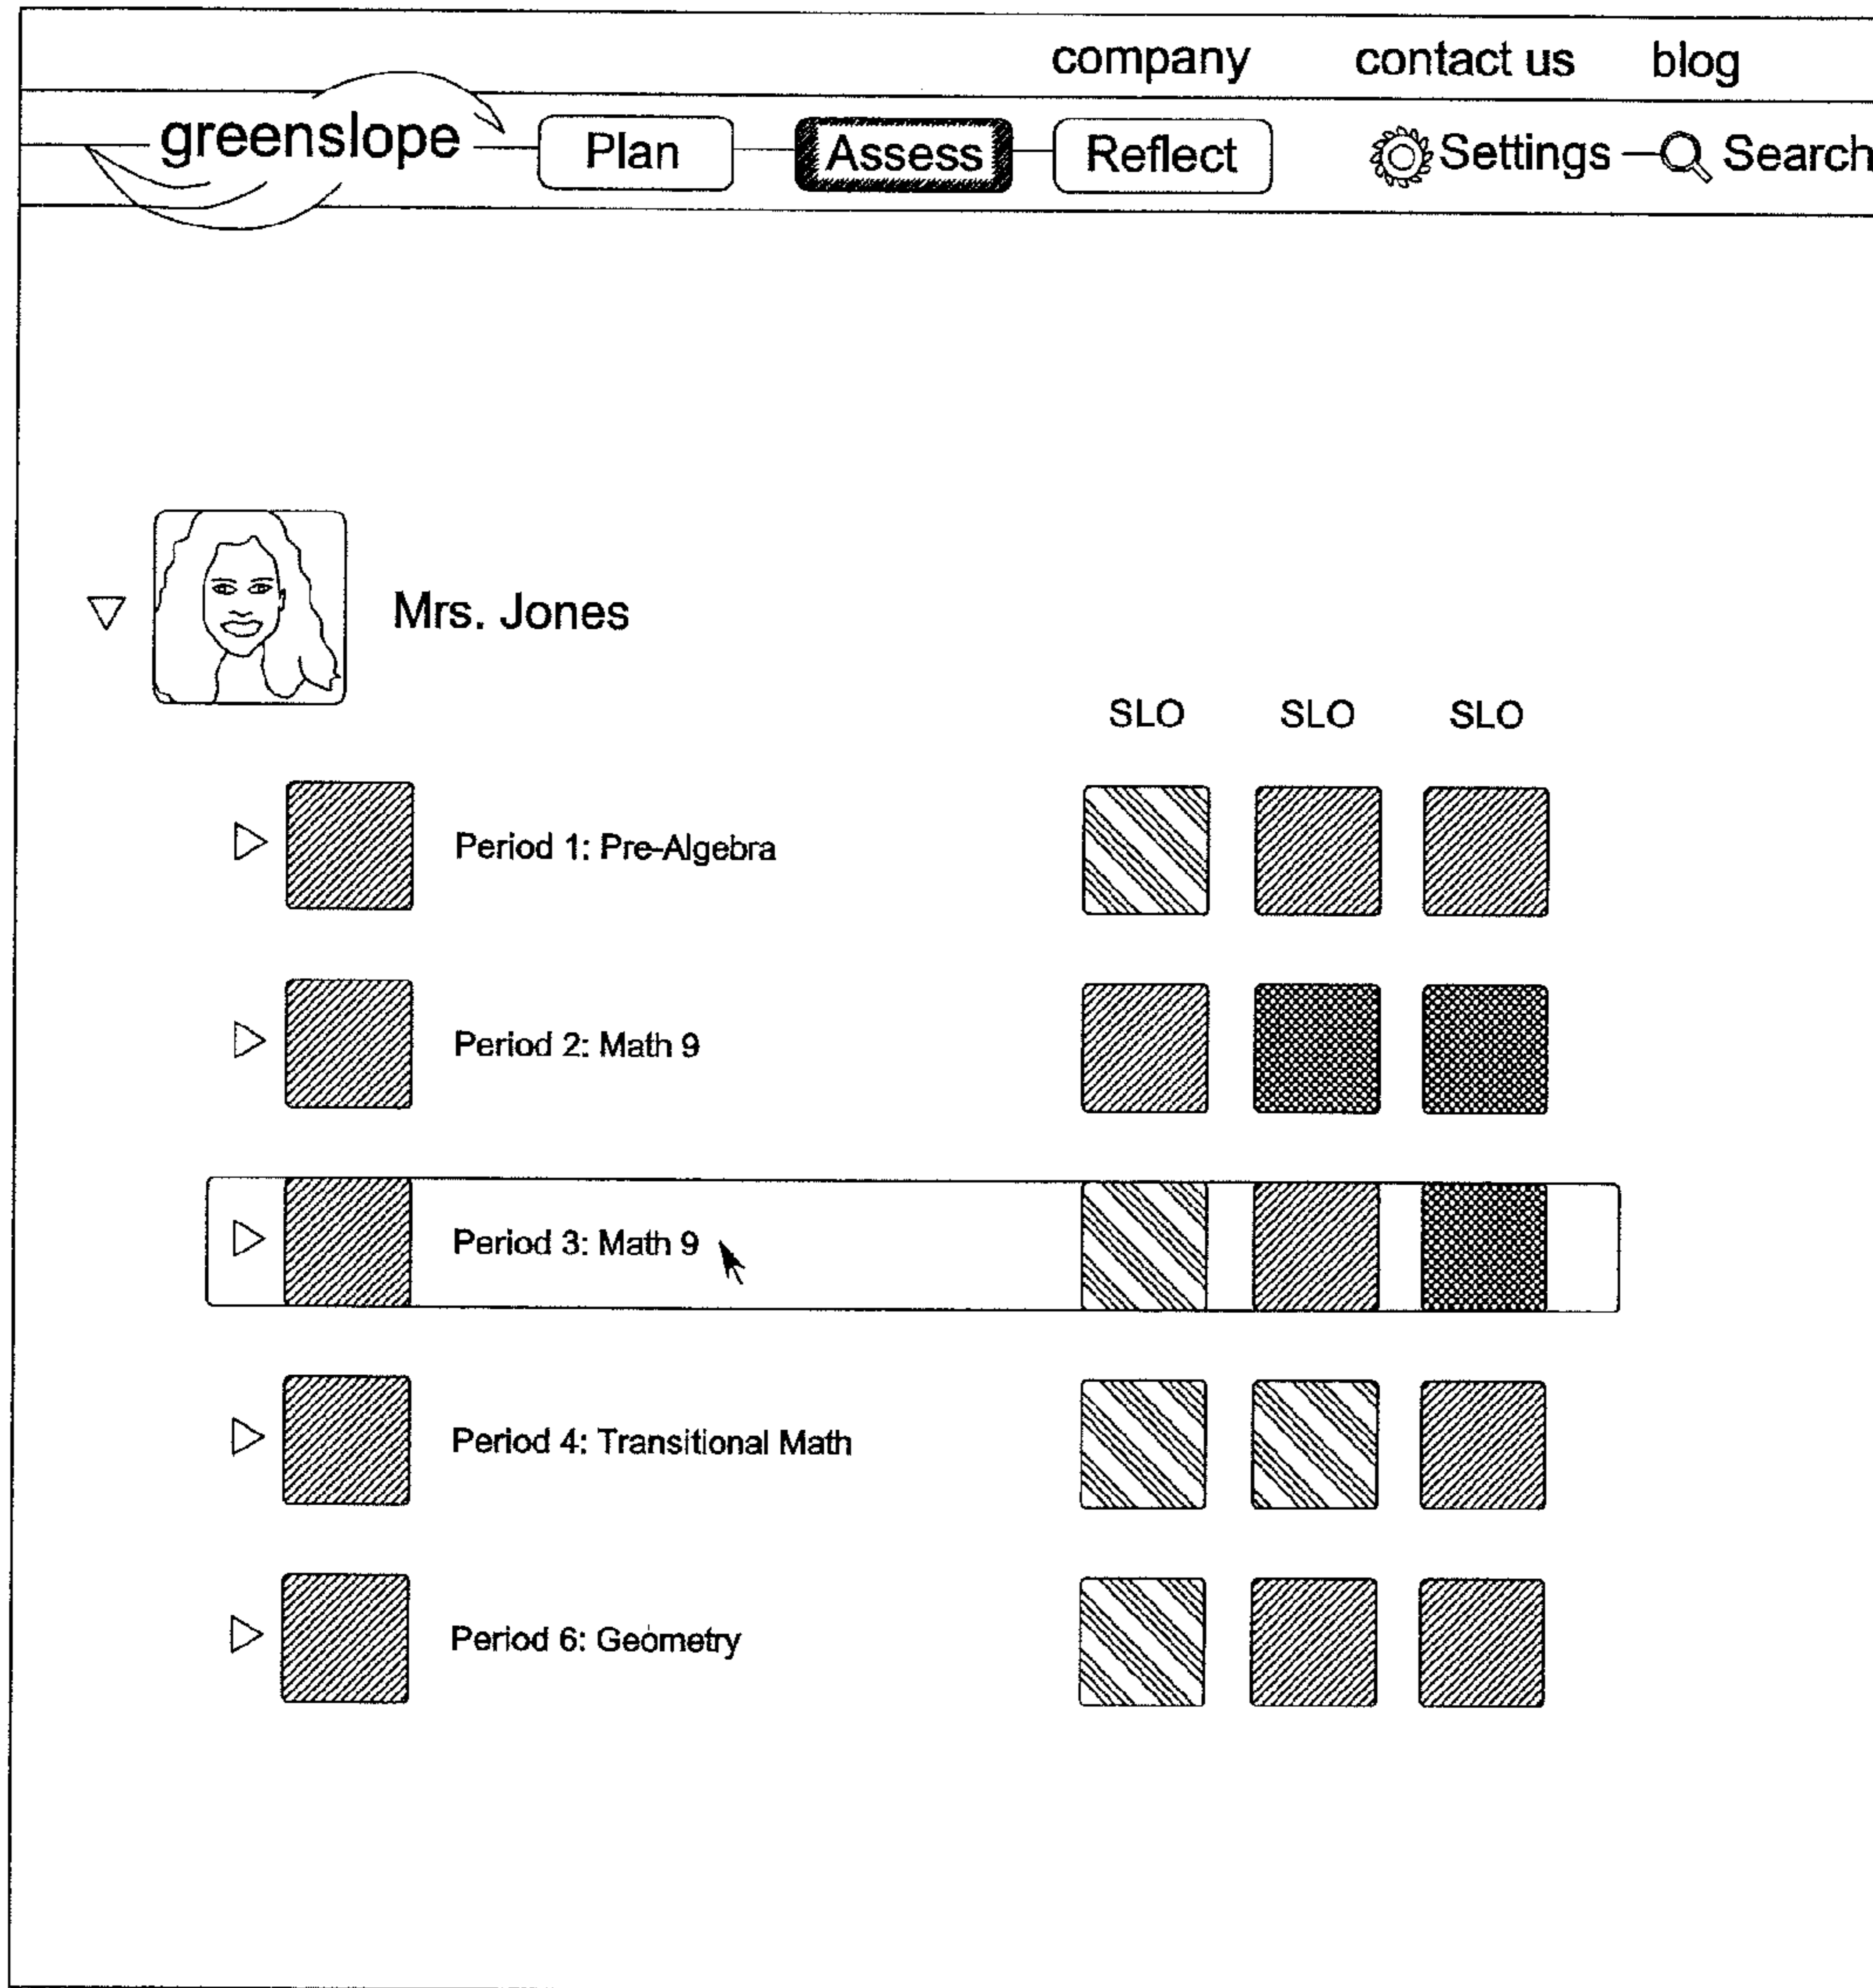 company contact us blog
greenslope Plan Assess Reflect Settings Search
Mrs. Jones
SLO SLO SLO
Period 1: Pre-Algebra
Period 2: Math 9
Period 3: Math 9
Period 4: Transitional Math
Period 6: Geometry